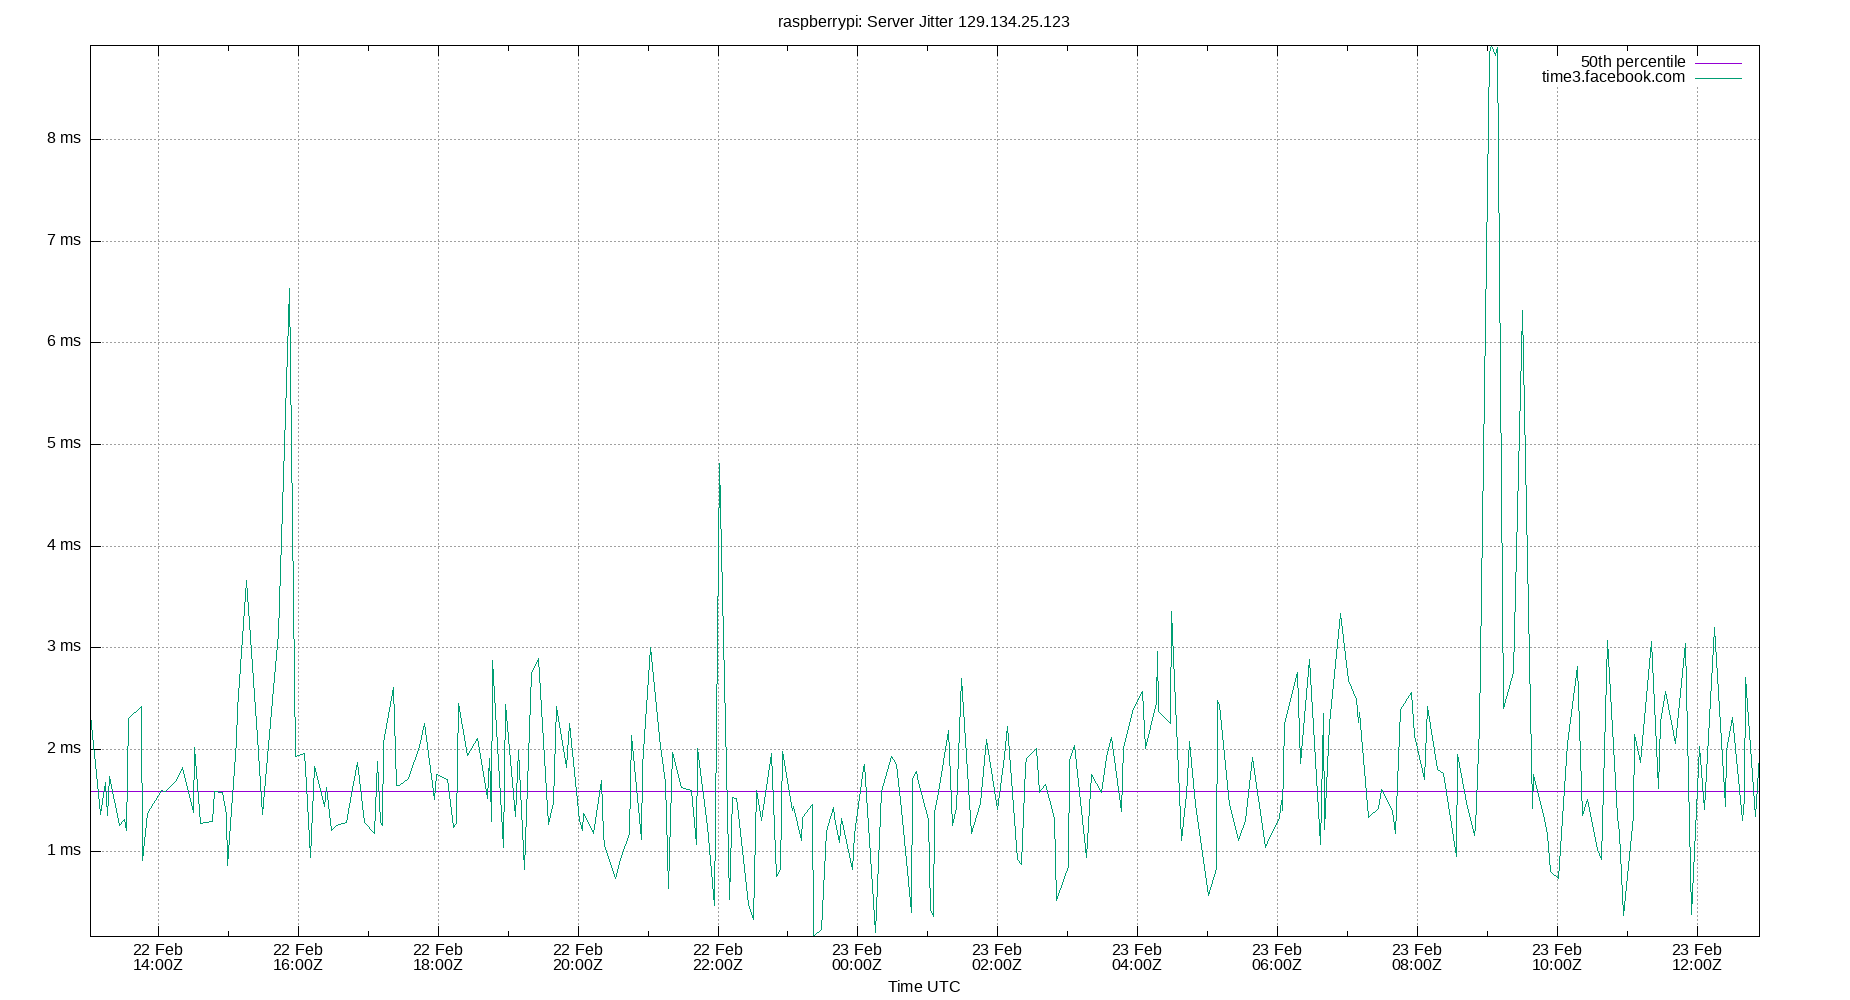 raspberrypi: Server Jitter 129.134.25.123
50th percentile
time3.facebook.com
8 ms
7 ms
6 ms
5 ms
4 ms
3 ms
2 ms
1 ms
22 Feb 22 Feb 22 Feb 22 Feb 22 Feb 23 Feb 23 Feb 23 Feb 23 Feb 23 Feb 23 Feb 23 Feb
14:00Z 16:00Z 18:00Z 20:00Z 22:00Z 00:00Z 02:00Z 04:00Z 06:00Z 08:00Z 10:00Z 12:00Z
Time UTC